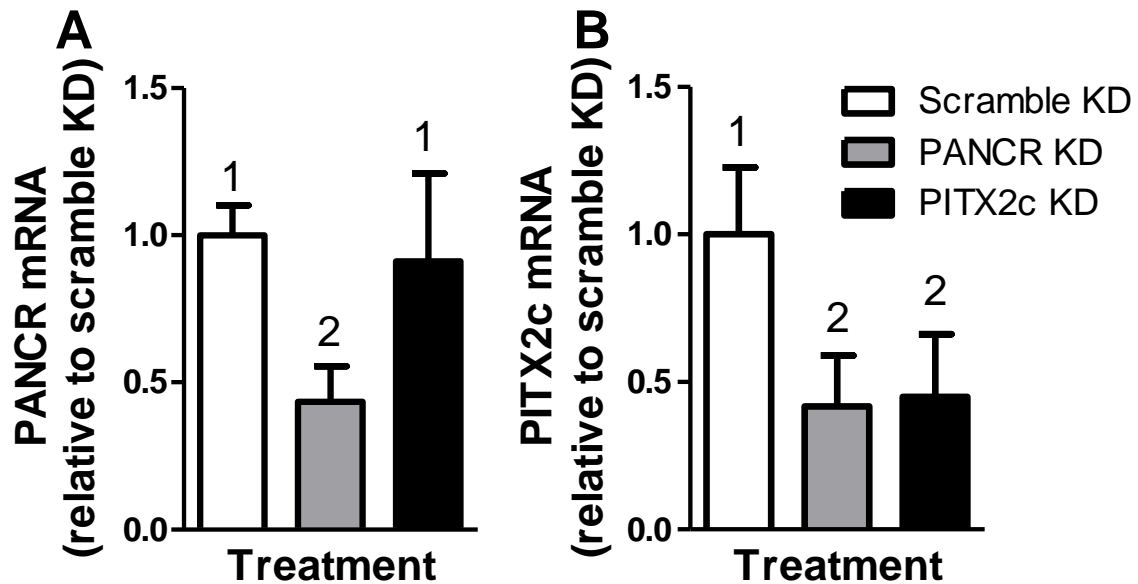 A
PANCR mRNA
(relative to scramble KD)
1.5
1.0
0.5
0.0
1
2
1
Treatment
B
PITX2c mRNA
(relative to scramble KD)
1.5
1.0
0.5
0.0
1
2
2
Treatment
Scramble KD
PANCR KD
PITX2c KD